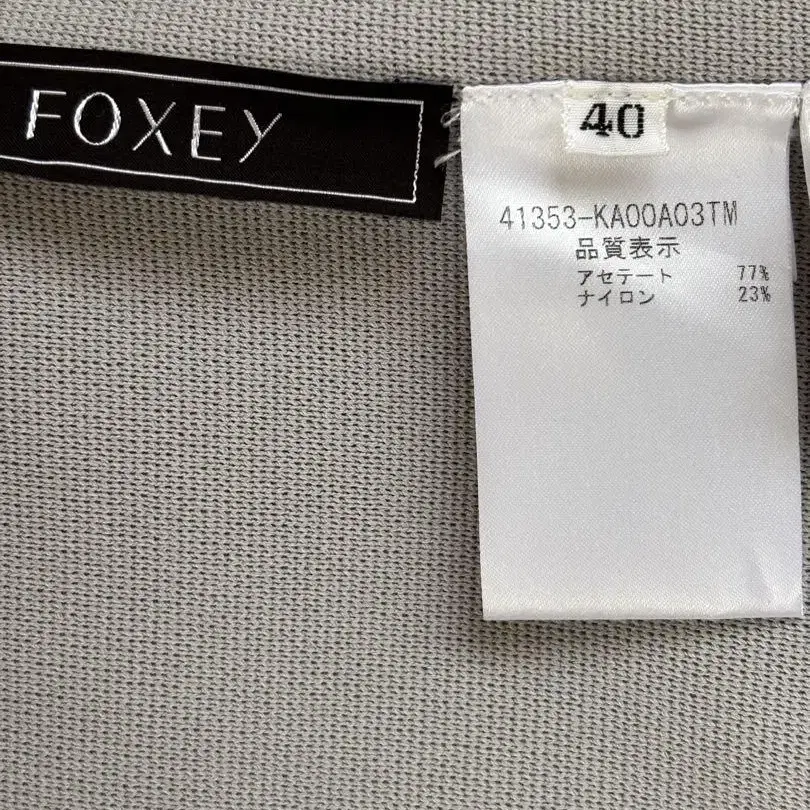 FOXEY
40
41353-KA00A03TM
品質表示
アセテート 77%
ナイロン 23%